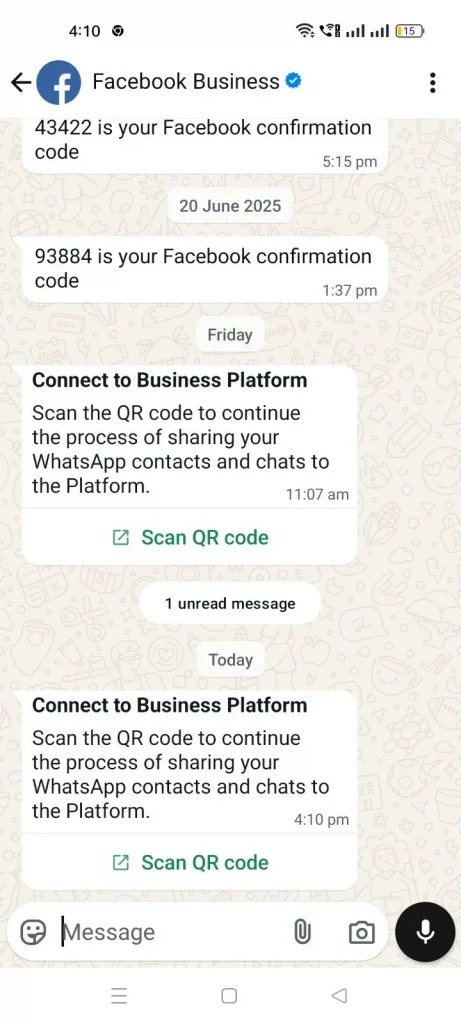 4:10
15
Facebook Business
43422 is your Facebook confirmation
code
5:15 pm
20 June 2025
93884 is your Facebook confirmation
code
1:37 pm
Friday
Connect to Business Platform
Scan the QR code to continue
the process of sharing your
WhatsApp contacts and chats to
the Platform.
11:07 am
Scan QR code
1 unread message
Today
Connect to Business Platform
Scan the QR code to continue
the process of sharing your
WhatsApp contacts and chats to
the Platform.
4:10 pm
Scan QR code
Message